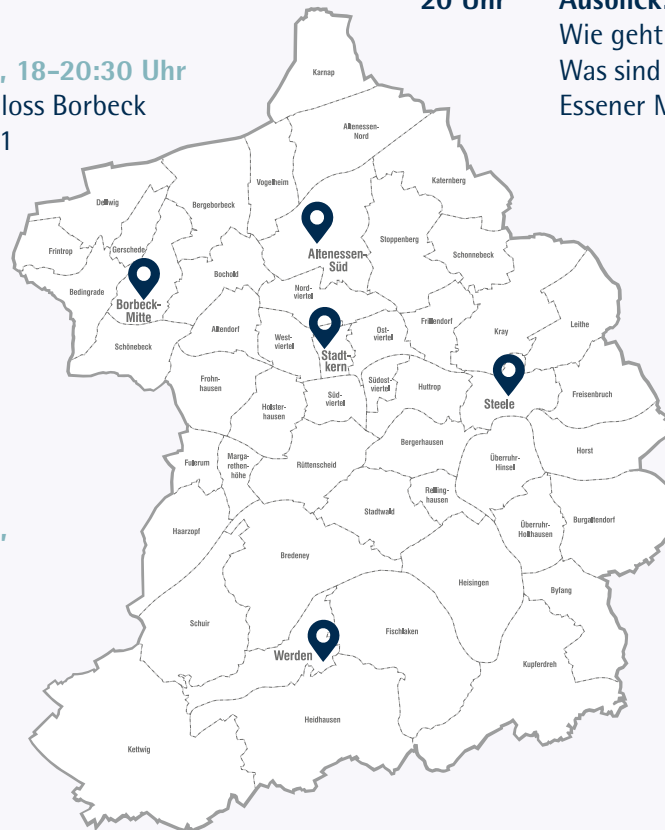 20 Uhr
Ausblick:
Wie geht
Was sind
Essener M
, 18–20:30 Uhr
loss Borbeck
1
Karnap
Altenessen-
Nord
Vogelheim
Katernberg
Dellwig
Bergeborbeck
Stoppenberg
Schonnebeck
Frintrop
Gerschede
Altenessen-
Süd
Bochold
Bedingrade
Nord-
viertel
Borbeck-
Mitte
Frillendorf
Kray
Leithe
Altendorf
West-
viertel
Ost-
viertel
Schönebeck
Stadt-
kern
Frohn-
hausen
Südost-
viertel
Huttrop
Freisenbruch
Süd-
viertel
Steele
Holster-
hausen
Bergerhausen
Horst
Fulerum
Marga-
rethen-
höhe
Rüttenscheid
Überruhr-
Hinsel
Relling-
hausen
Stadtwald
Haarzopf
Überruhr-
Holthausen
Burgaltendorf
,
Bredeney
Heisingen
Byfang
Schuir
Fischlaken
Werden
Kupferdreh
Heidhausen
Kettwig